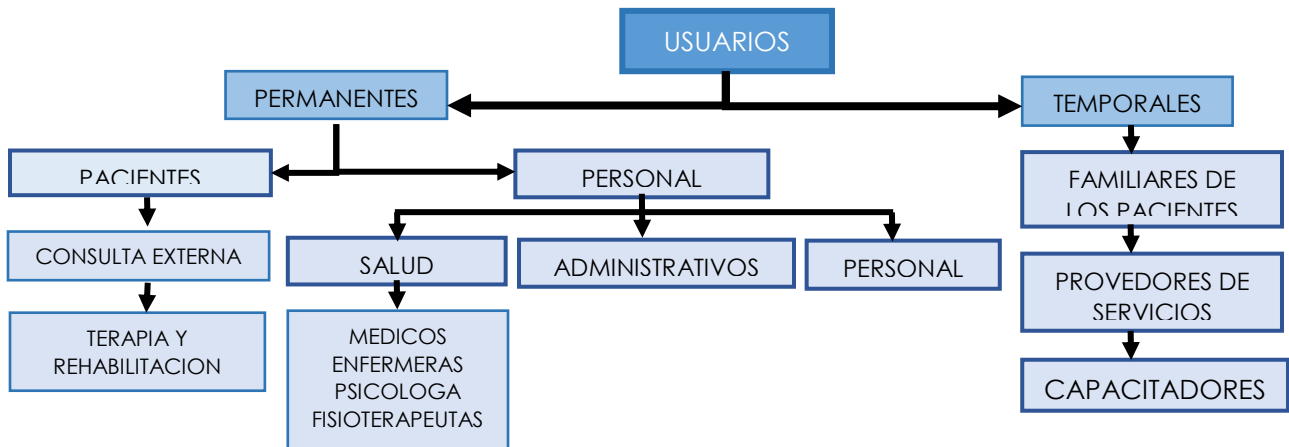 USUARIOS
PERMANENTES
TEMPORALES
PACIENTES
PERSONAL
FAMILIARES DE
LOS PACIENTES
CONSULTA EXTERNA
SALUD
ADMINISTRATIVOS
PERSONAL
PROVEDORES DE
SERVICIOS
TERAPIA Y
REHABILITACION
MEDICOS
ENFERMERAS
PSICOLOGA
FISIOTERAPEUTAS
CAPACITADORES